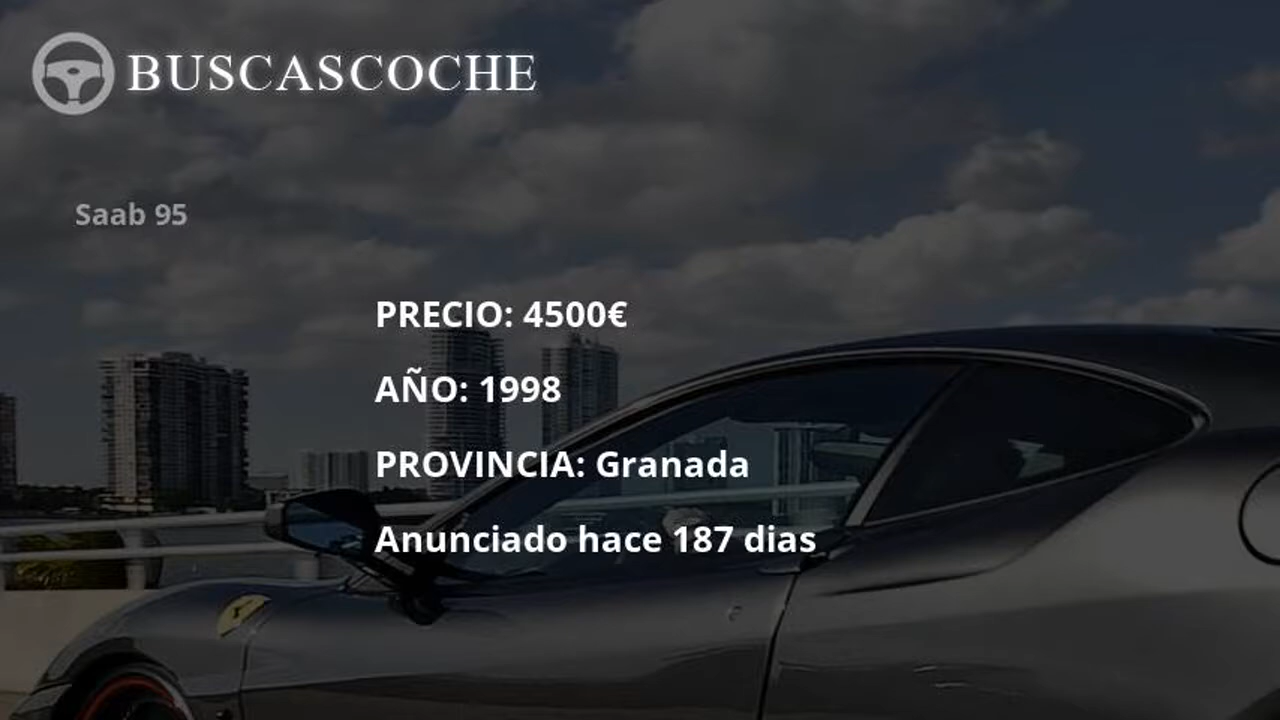 BUSCASCOCHE
Saab 95
PRECIO: 4500€
AÑO: 1998
PROVINCIA: Granada
Anunciado hace 187 dias